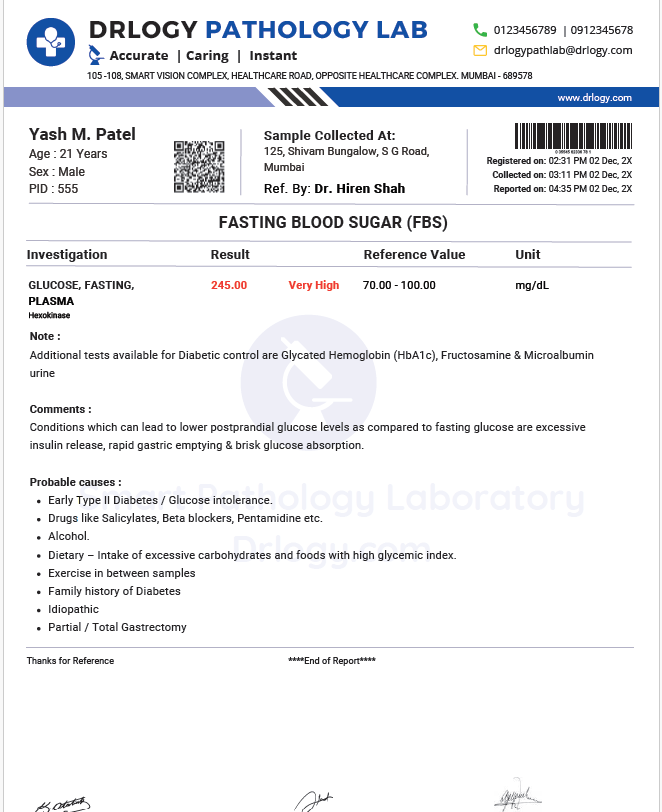 DRLOGY PATHOLOGY LAB
Accurate | Caring | Instant
0123456789 | 0912345678
drlogypathlab@drlogy.com
105 -108, SMART VISION COMPLEX, HEALTHCARE ROAD, OPPOSITE HEALTHCARE COMPLEX. MUMBAI - 689578
www.drlogy.com
Yash M. Patel
Age : 21 Years
Sex : Male
PID : 555
Sample Collected At:
125, Shivam Bungalow, S G Road,
Mumbai
Ref. By: Dr. Hiren Shah
Registered on: 02:31 PM 02 Dec, 2X
Collected on: 03:11 PM 02 Dec, 2X
Reported on: 04:35 PM 02 Dec, 2X
FASTING BLOOD SUGAR (FBS)
Investigation Result Reference Value Unit
GLUCOSE, FASTING, 245.00 Very High 70.00 - 100.00 mg/dL
PLASMA
Hexokinase
Note :
Additional tests available for Diabetic control are Glycated Hemoglobin (HbA1c), Fructosamine & Microalbumin
urine
Comments :
Conditions which can lead to lower postprandial glucose levels as compared to fasting glucose are excessive
insulin release, rapid gastric emptying & brisk glucose absorption.
Probable causes :
• Early Type II Diabetes / Glucose intolerance.
Smart Pathology Laboratory
• Drugs like Salicylates, Beta blockers, Pentamidine etc.
• Alcohol.
Drlogy.com
• Dietary – Intake of excessive carbohydrates and foods with high glycemic index.
• Exercise in between samples
• Family history of Diabetes
• Idiopathic
• Partial / Total Gastrectomy
Thanks for Reference ****End of Report****